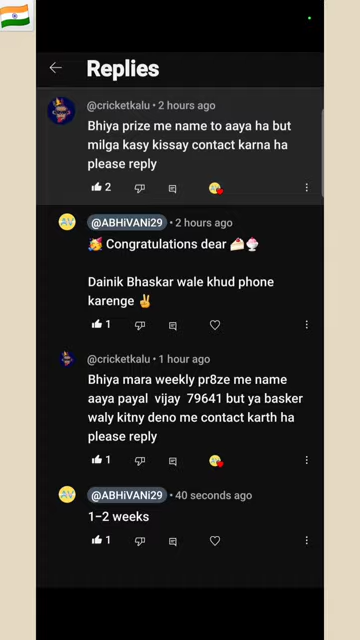 Replies
@cricketkalu • 2 hours ago
Bhiya prize me name to aaya ha but
milga kasy kissay contact karna ha
please reply
2
@ABHiVANi29 • 2 hours ago
🥳 Congratulations dear 🍰🍨
Dainik Bhaskar wale khud phone
karenge ✌️
1
@cricketkalu • 1 hour ago
Bhiya mara weekly pr8ze me name
aaya payal vijay 79641 but ya basker
waly kitny deno me contact karth ha
please reply
1
@ABHiVANi29 • 40 seconds ago
1–2 weeks
1